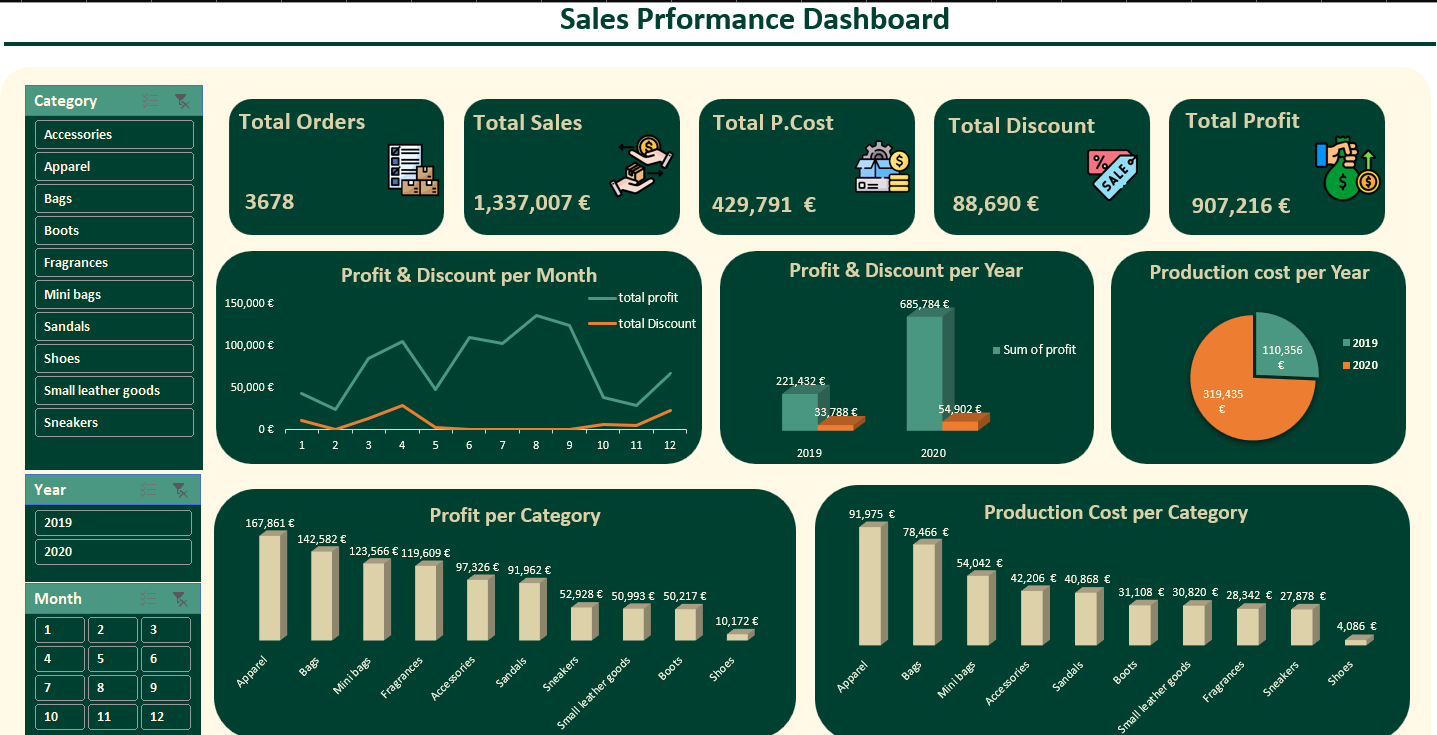 Sales Prformance Dashboard
Category
Accessories
Apparel
Bags
Boots
Fragrances
Mini bags
Sandals
Shoes
Small leather goods
Sneakers
Year
2019
2020
Month
1 2 3
4 5 6
7 8 9
10 11 12
Total Orders
3678
Total Sales
1,337,007 €
Total P.Cost
429,791 €
Total Discount
88,690 €
%
SALE
Total Profit
907,216 €
Profit & Discount per Month
150,000 €
100,000 €
50,000 €
0 €
total profit
total Discount
1 2 3 4 5 6 7 8 9 10 11 12
Profit & Discount per Year
685,784 €
221,432 €
33,788 €
54,902 €
Sum of profit
2019 2020
Production cost per Year
110,356
€
319,435
€
2019
2020
Profit per Category
167,861 €
142,582 €
123,566 €
119,609 €
97,326 €
91,962 €
52,928 €
50,993 €
50,217 €
10,172 €
Apparel
Bags
Mini bags
Fragrances
Accessories
Sandals
Sneakers
Small leather goods
Boots
Shoes
Production Cost per Category
91,975 €
78,466 €
54,042 €
42,206 €
40,868 €
31,108 €
30,820 €
28,342 €
27,878 €
4,086 €
Apparel
Bags
Mini bags
Accessories
Sandals
Boots
Small leather goods
Fragrances
Sneakers
Shoes